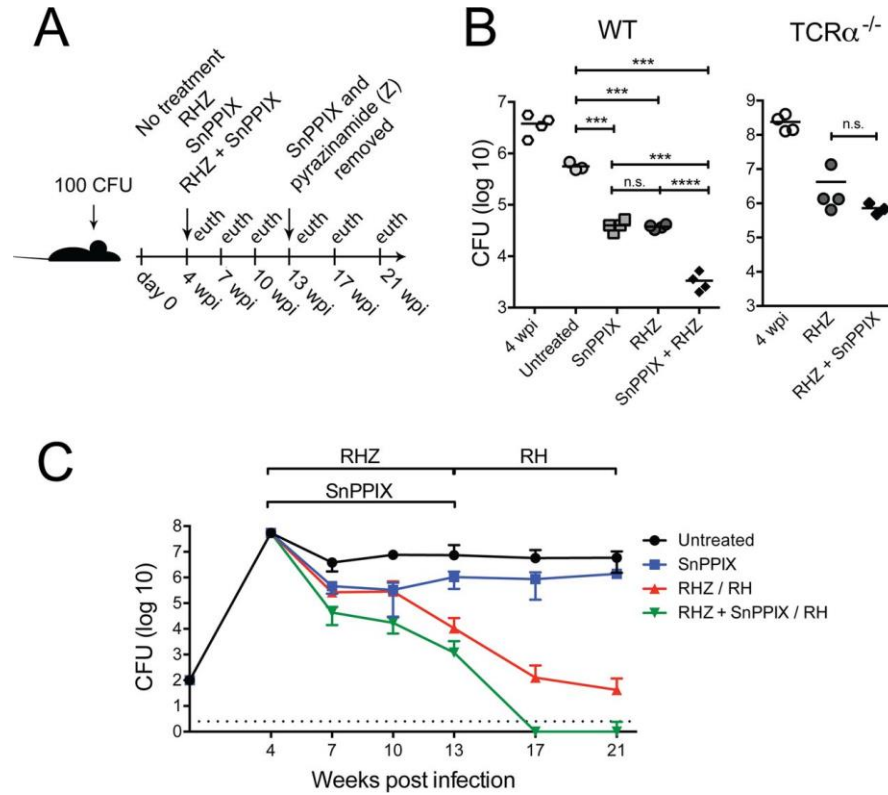 A
No treatment
RHZ
SnPPIX
RHZ + SnPPIX
SnPPIX and
pyrazinamide (Z)
removed
100 CFU
euth
euth
euth
euth
euth
euth
day 0
4 wpi
7 wpi
10 wpi
13 wpi
17 wpi
21 wpi
B
WT
***
***
***
***
n.s.
****
CFU (log 10)
7
6
5
4
3
4 wpi
Untreated
SnPPIX
RHZ
SnPPIX + RHZ
TCRα-/-
n.s.
9
8
7
6
5
4
3
4 wpi
RHZ
RHZ + SnPPIX
C
RHZ
RH
SnPPIX
CFU (log 10)
8
7
6
5
4
3
2
1
0
4
7
10
13
17
21
Weeks post infection
Untreated
SnPPIX
RHZ / RH
RHZ + SnPPIX / RH